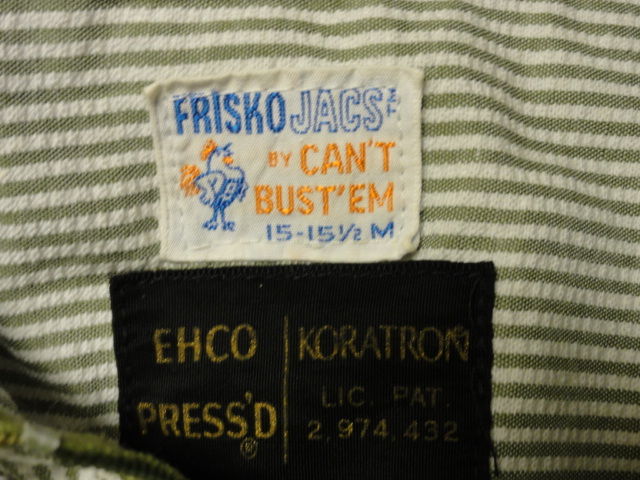 FRISKO JACS
BY CAN'T
BUST'EM
15-15½ M
EHCO
PRESS'D
®
KORATRON
LIC. PAT.
2,974,432